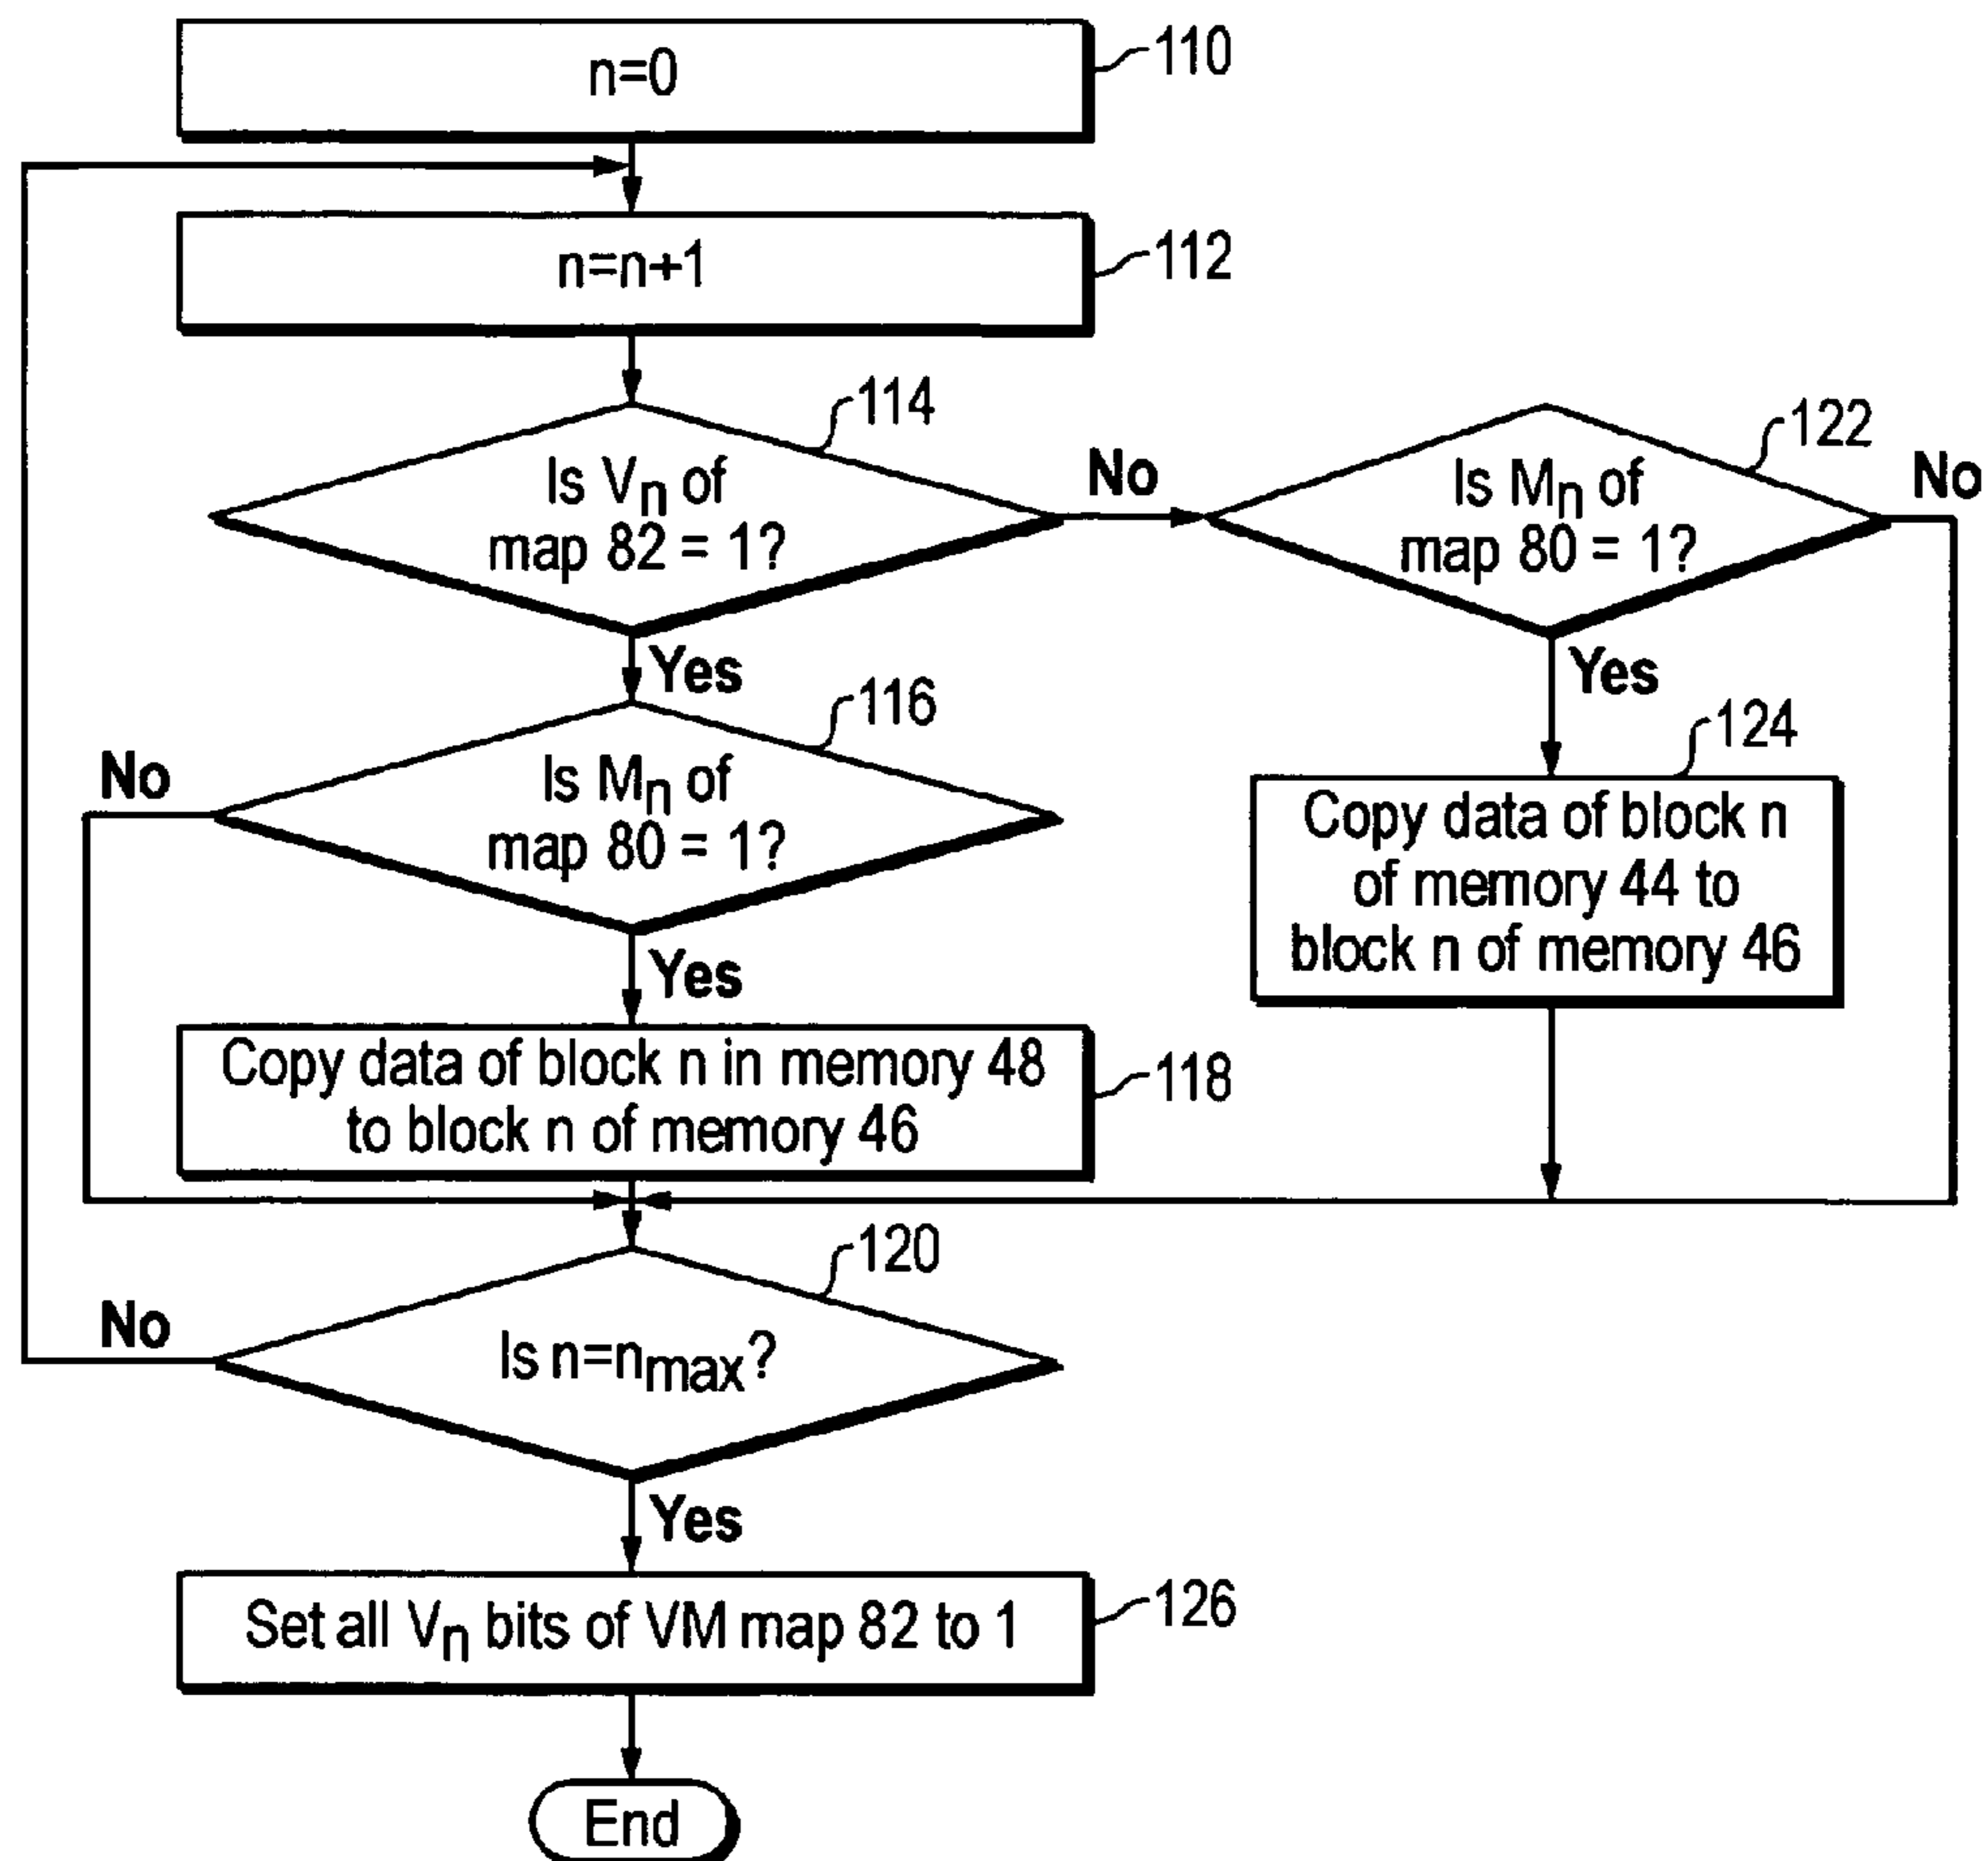 n=0
110
n=n+1
112
114
Is Vn of
map 82 = 1?
No
122
Is Mn of
map 80 = 1?
No
Yes
Yes
116
Is Mn of
map 80 = 1?
No
124
Copy data of block n
of memory 44 to
block n of memory 46
Yes
Copy data of block n in memory 48
to block n of memory 46
118
120
Is n=nmax?
No
Yes
Set all Vn bits of VM map 82 to 1
126
End